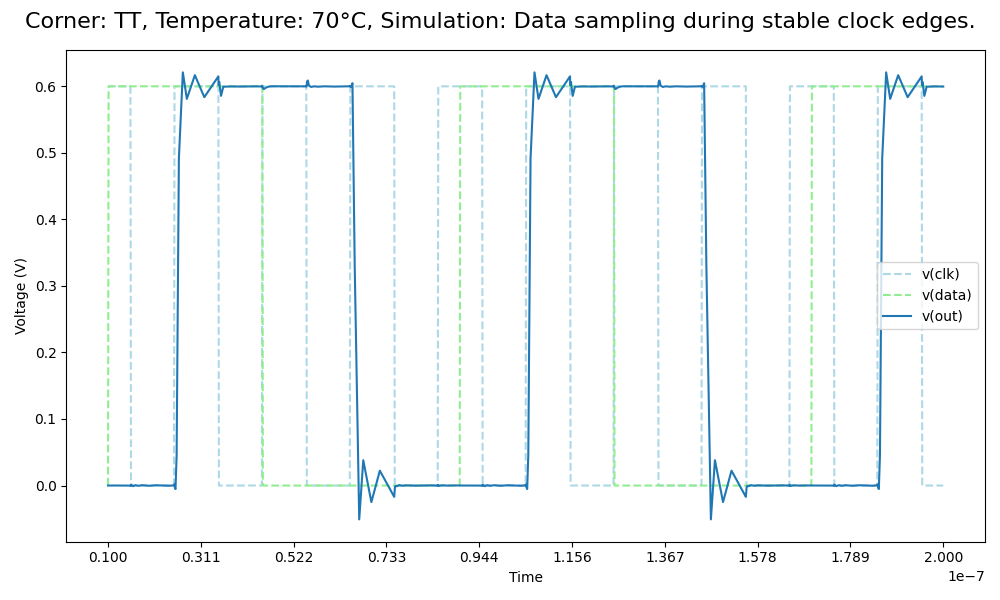 Corner: TT, Temperature: 70°C, Simulation: Data sampling during stable clock edges.
0.6
0.5
0.4
0.3
0.2
0.1
0.0
Voltage (V)
v(clk)
v(data)
v(out)
0.100 0.311 0.522 0.733 0.944 1.156 1.367 1.578 1.789 2.000
Time
1e−7